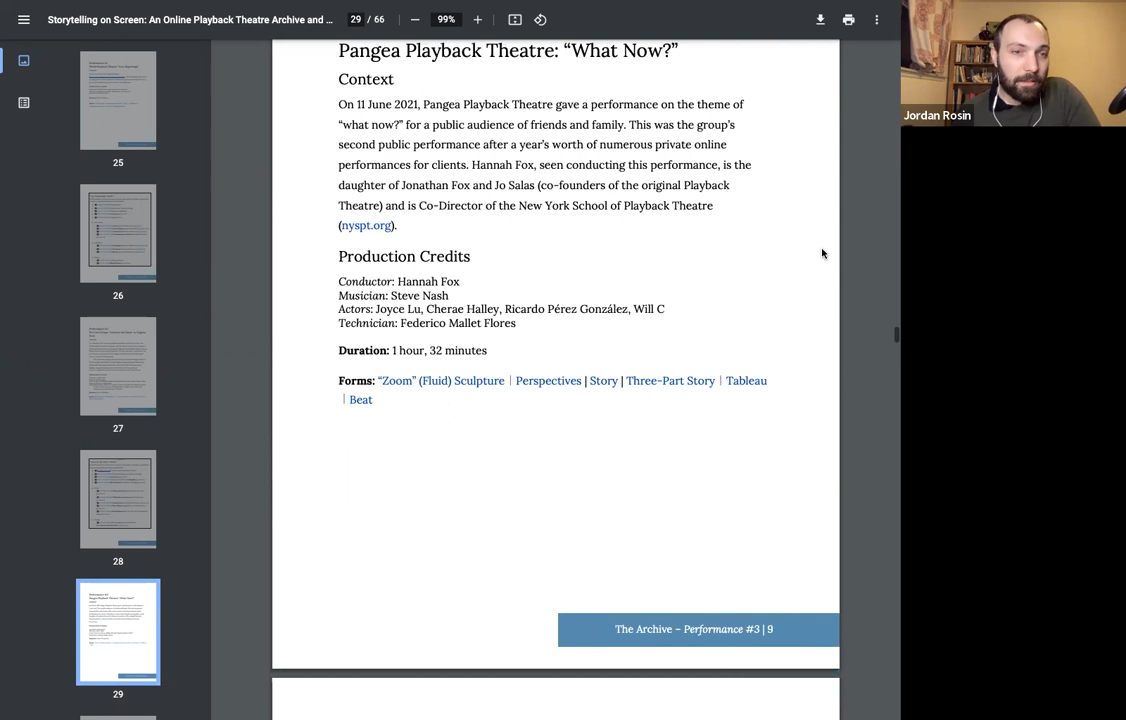 Storytelling on Screen: An Online Playback Theatre Archive and ...
29 / 66
99%
Jordan Rosin
25
26
27
28
29
Pangea Playback Theatre: “What Now?”
Context
On 11 June 2021, Pangea Playback Theatre gave a performance on the theme of
“what now?” for a public audience of friends and family. This was the group’s
second public performance after a year’s worth of numerous private online
performances for clients. Hannah Fox, seen conducting this performance, is the
daughter of Jonathan Fox and Jo Salas (co-founders of the original Playback
Theatre) and is Co-Director of the New York School of Playback Theatre
(nyspt.org).
Production Credits
Conductor: Hannah Fox
Musician: Steve Nash
Actors: Joyce Lu, Cherae Halley, Ricardo Pérez González, Will C
Technician: Federico Mallet Flores
Duration: 1 hour, 32 minutes
Forms: “Zoom” (Fluid) Sculpture | Perspectives | Story | Three-Part Story | Tableau
| Beat
The Archive – Performance #3 | 9